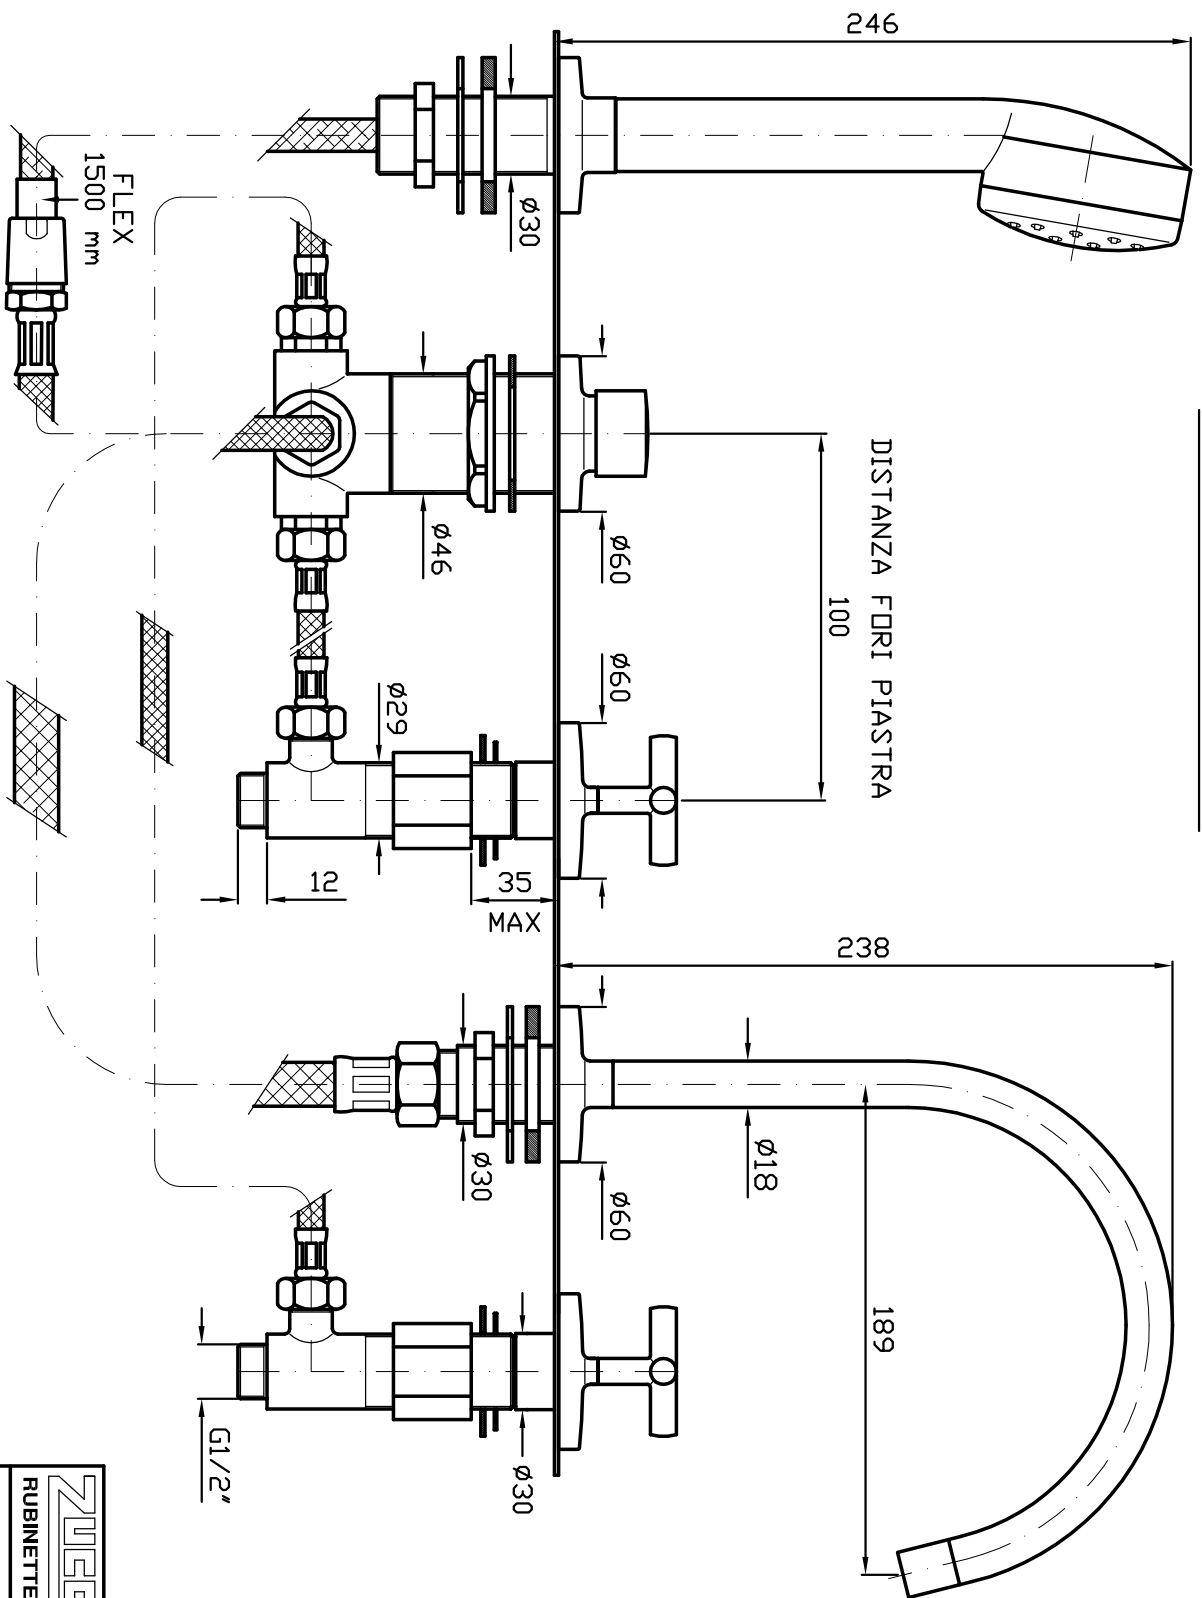 246
FLEX
1500 mm
ø30
DISTANZA FORI PIASTRA
100
ø60
ø60
ø46
ø29
12
35
MAX
238
ø18
189
ø30
ø60
G1/2"
ø30
RUBINETTE